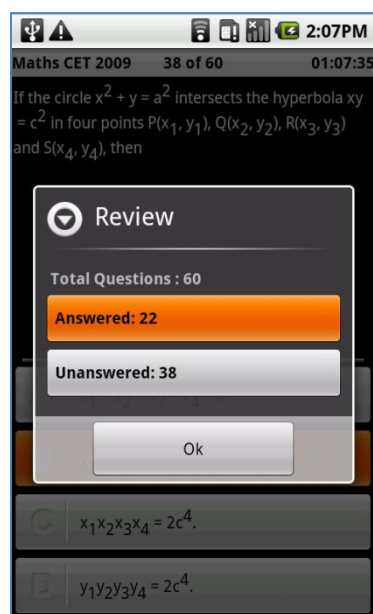 2:07PM
Maths CET 2009 38 of 60 01:07:35
If the circle x² + y = a² intersects the hyperbola xy
= c² in four points P(x₁, y₁), Q(x₂, y₂), R(x₃, y₃)
and S(x₄, y₄), then
Review
Total Questions : 60
Answered: 22
Unanswered: 38
Ok
C x₁x₂x₃x₄ = 2c⁴.
D y₁y₂y₃y₄ = 2c⁴.